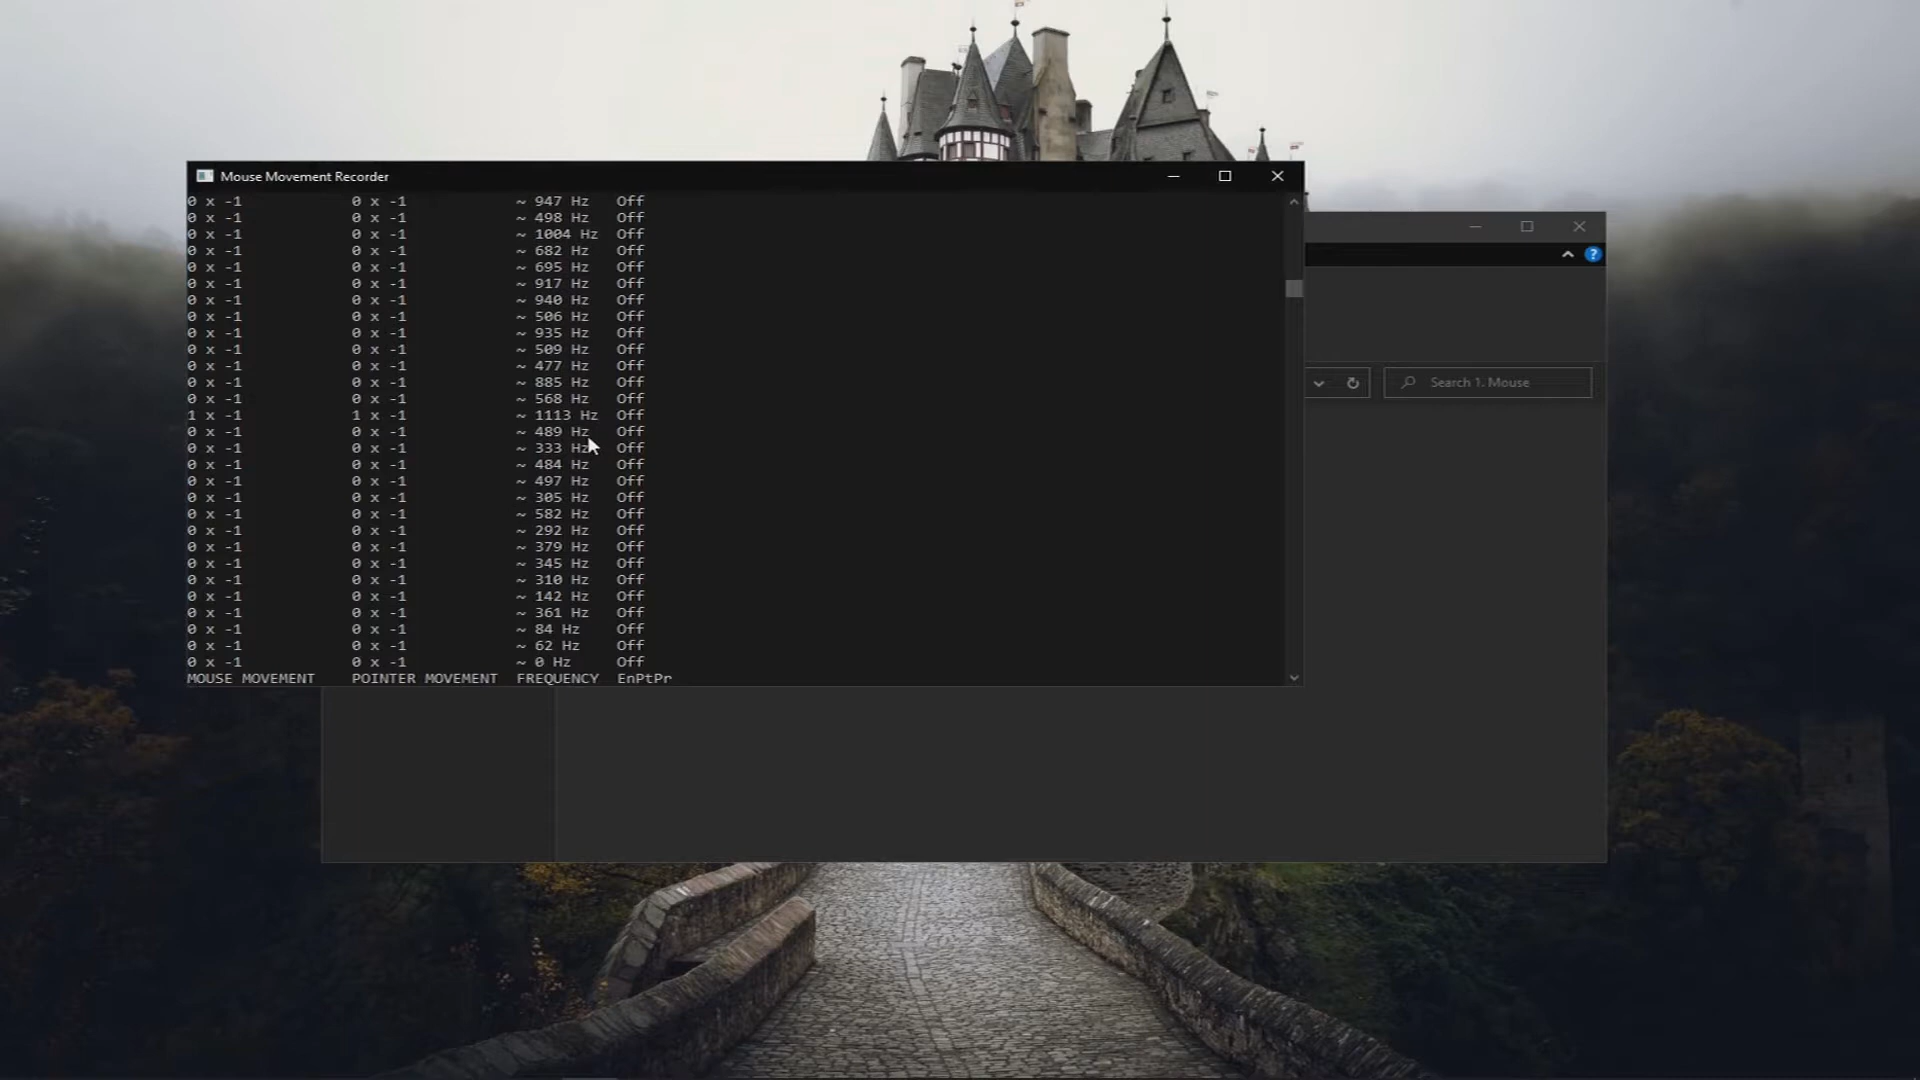 Mouse Movement Recorder
0 x -1 0 x -1 ~ 947 Hz Off
0 x -1 0 x -1 ~ 498 Hz Off
0 x -1 0 x -1 ~ 1004 Hz Off
0 x -1 0 x -1 ~ 682 Hz Off
0 x -1 0 x -1 ~ 695 Hz Off
0 x -1 0 x -1 ~ 917 Hz Off
0 x -1 0 x -1 ~ 940 Hz Off
0 x -1 0 x -1 ~ 506 Hz Off
0 x -1 0 x -1 ~ 935 Hz Off
0 x -1 0 x -1 ~ 509 Hz Off
0 x -1 0 x -1 ~ 477 Hz Off
0 x -1 0 x -1 ~ 885 Hz Off
0 x -1 0 x -1 ~ 568 Hz Off
1 x -1 1 x -1 ~ 1113 Hz Off
0 x -1 0 x -1 ~ 489 Hz Off
0 x -1 0 x -1 ~ 333 Hz Off
0 x -1 0 x -1 ~ 484 Hz Off
0 x -1 0 x -1 ~ 497 Hz Off
0 x -1 0 x -1 ~ 305 Hz Off
0 x -1 0 x -1 ~ 582 Hz Off
0 x -1 0 x -1 ~ 292 Hz Off
0 x -1 0 x -1 ~ 379 Hz Off
0 x -1 0 x -1 ~ 345 Hz Off
0 x -1 0 x -1 ~ 310 Hz Off
0 x -1 0 x -1 ~ 142 Hz Off
0 x -1 0 x -1 ~ 361 Hz Off
0 x -1 0 x -1 ~ 84 Hz Off
0 x -1 0 x -1 ~ 62 Hz Off
0 x -1 0 x -1 ~ 0 Hz Off
MOUSE MOVEMENT POINTER MOVEMENT FREQUENCY EnPtPr
Search 1. Mouse